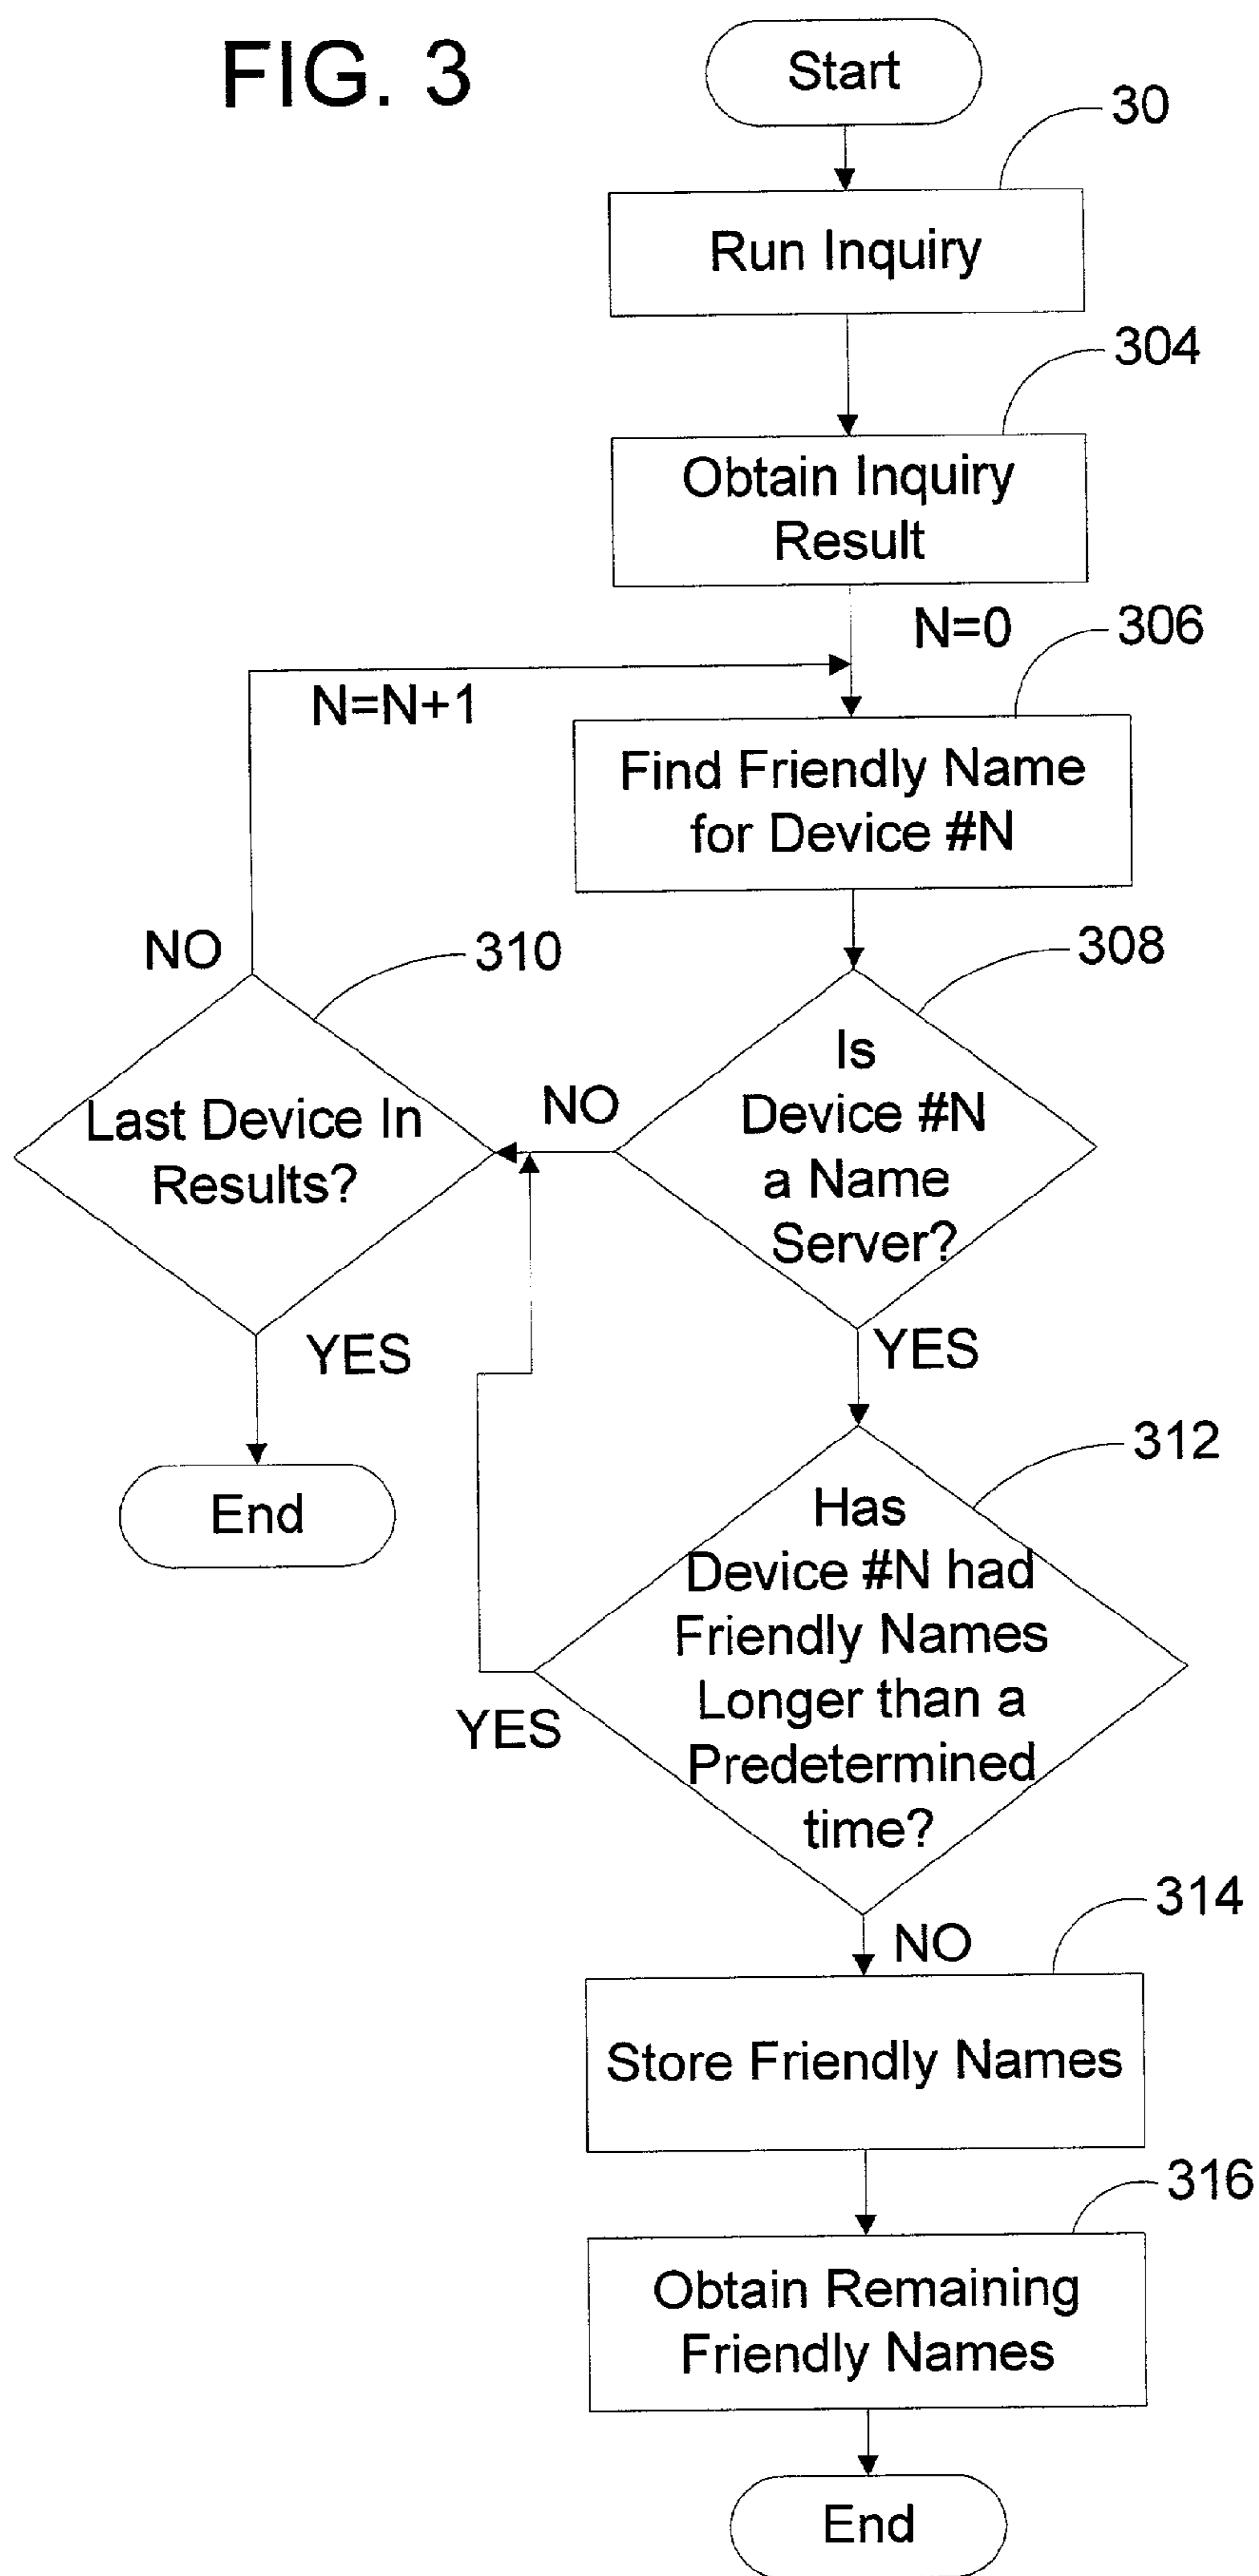 FIG. 3
Start
30
Run Inquiry
304
Obtain Inquiry
Result
N=0
306
N=N+1
Find Friendly Name
for Device #N
NO
310
308
Last Device In
Results?
NO
Is
Device #N
a Name
Server?
YES
YES
End
312
Has
Device #N had
Friendly Names
Longer than a
Predetermined
time?
YES
NO
314
Store Friendly Names
316
Obtain Remaining
Friendly Names
End